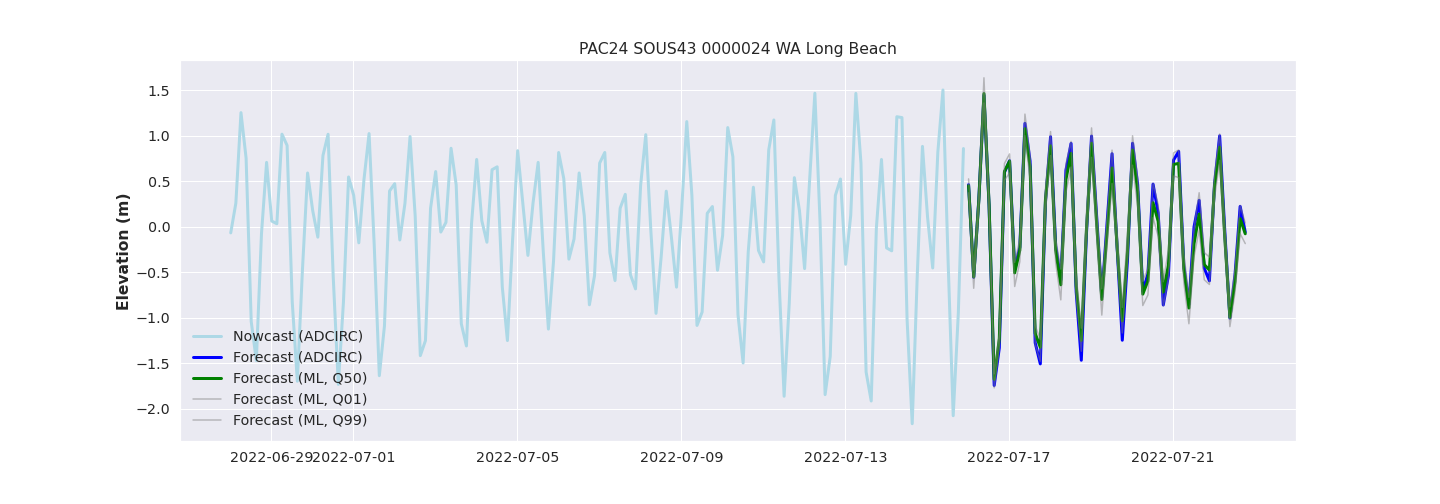 PAC24 SOUS43 0000024 WA Long Beach
Elevation (m)
1.5
1.0
0.5
0.0
−0.5
−1.0
−1.5
−2.0
Nowcast (ADCIRC)
Forecast (ADCIRC)
Forecast (ML, Q50)
Forecast (ML, Q01)
Forecast (ML, Q99)
2022-06-29 2022-07-01 2022-07-05 2022-07-09 2022-07-13 2022-07-17 2022-07-21